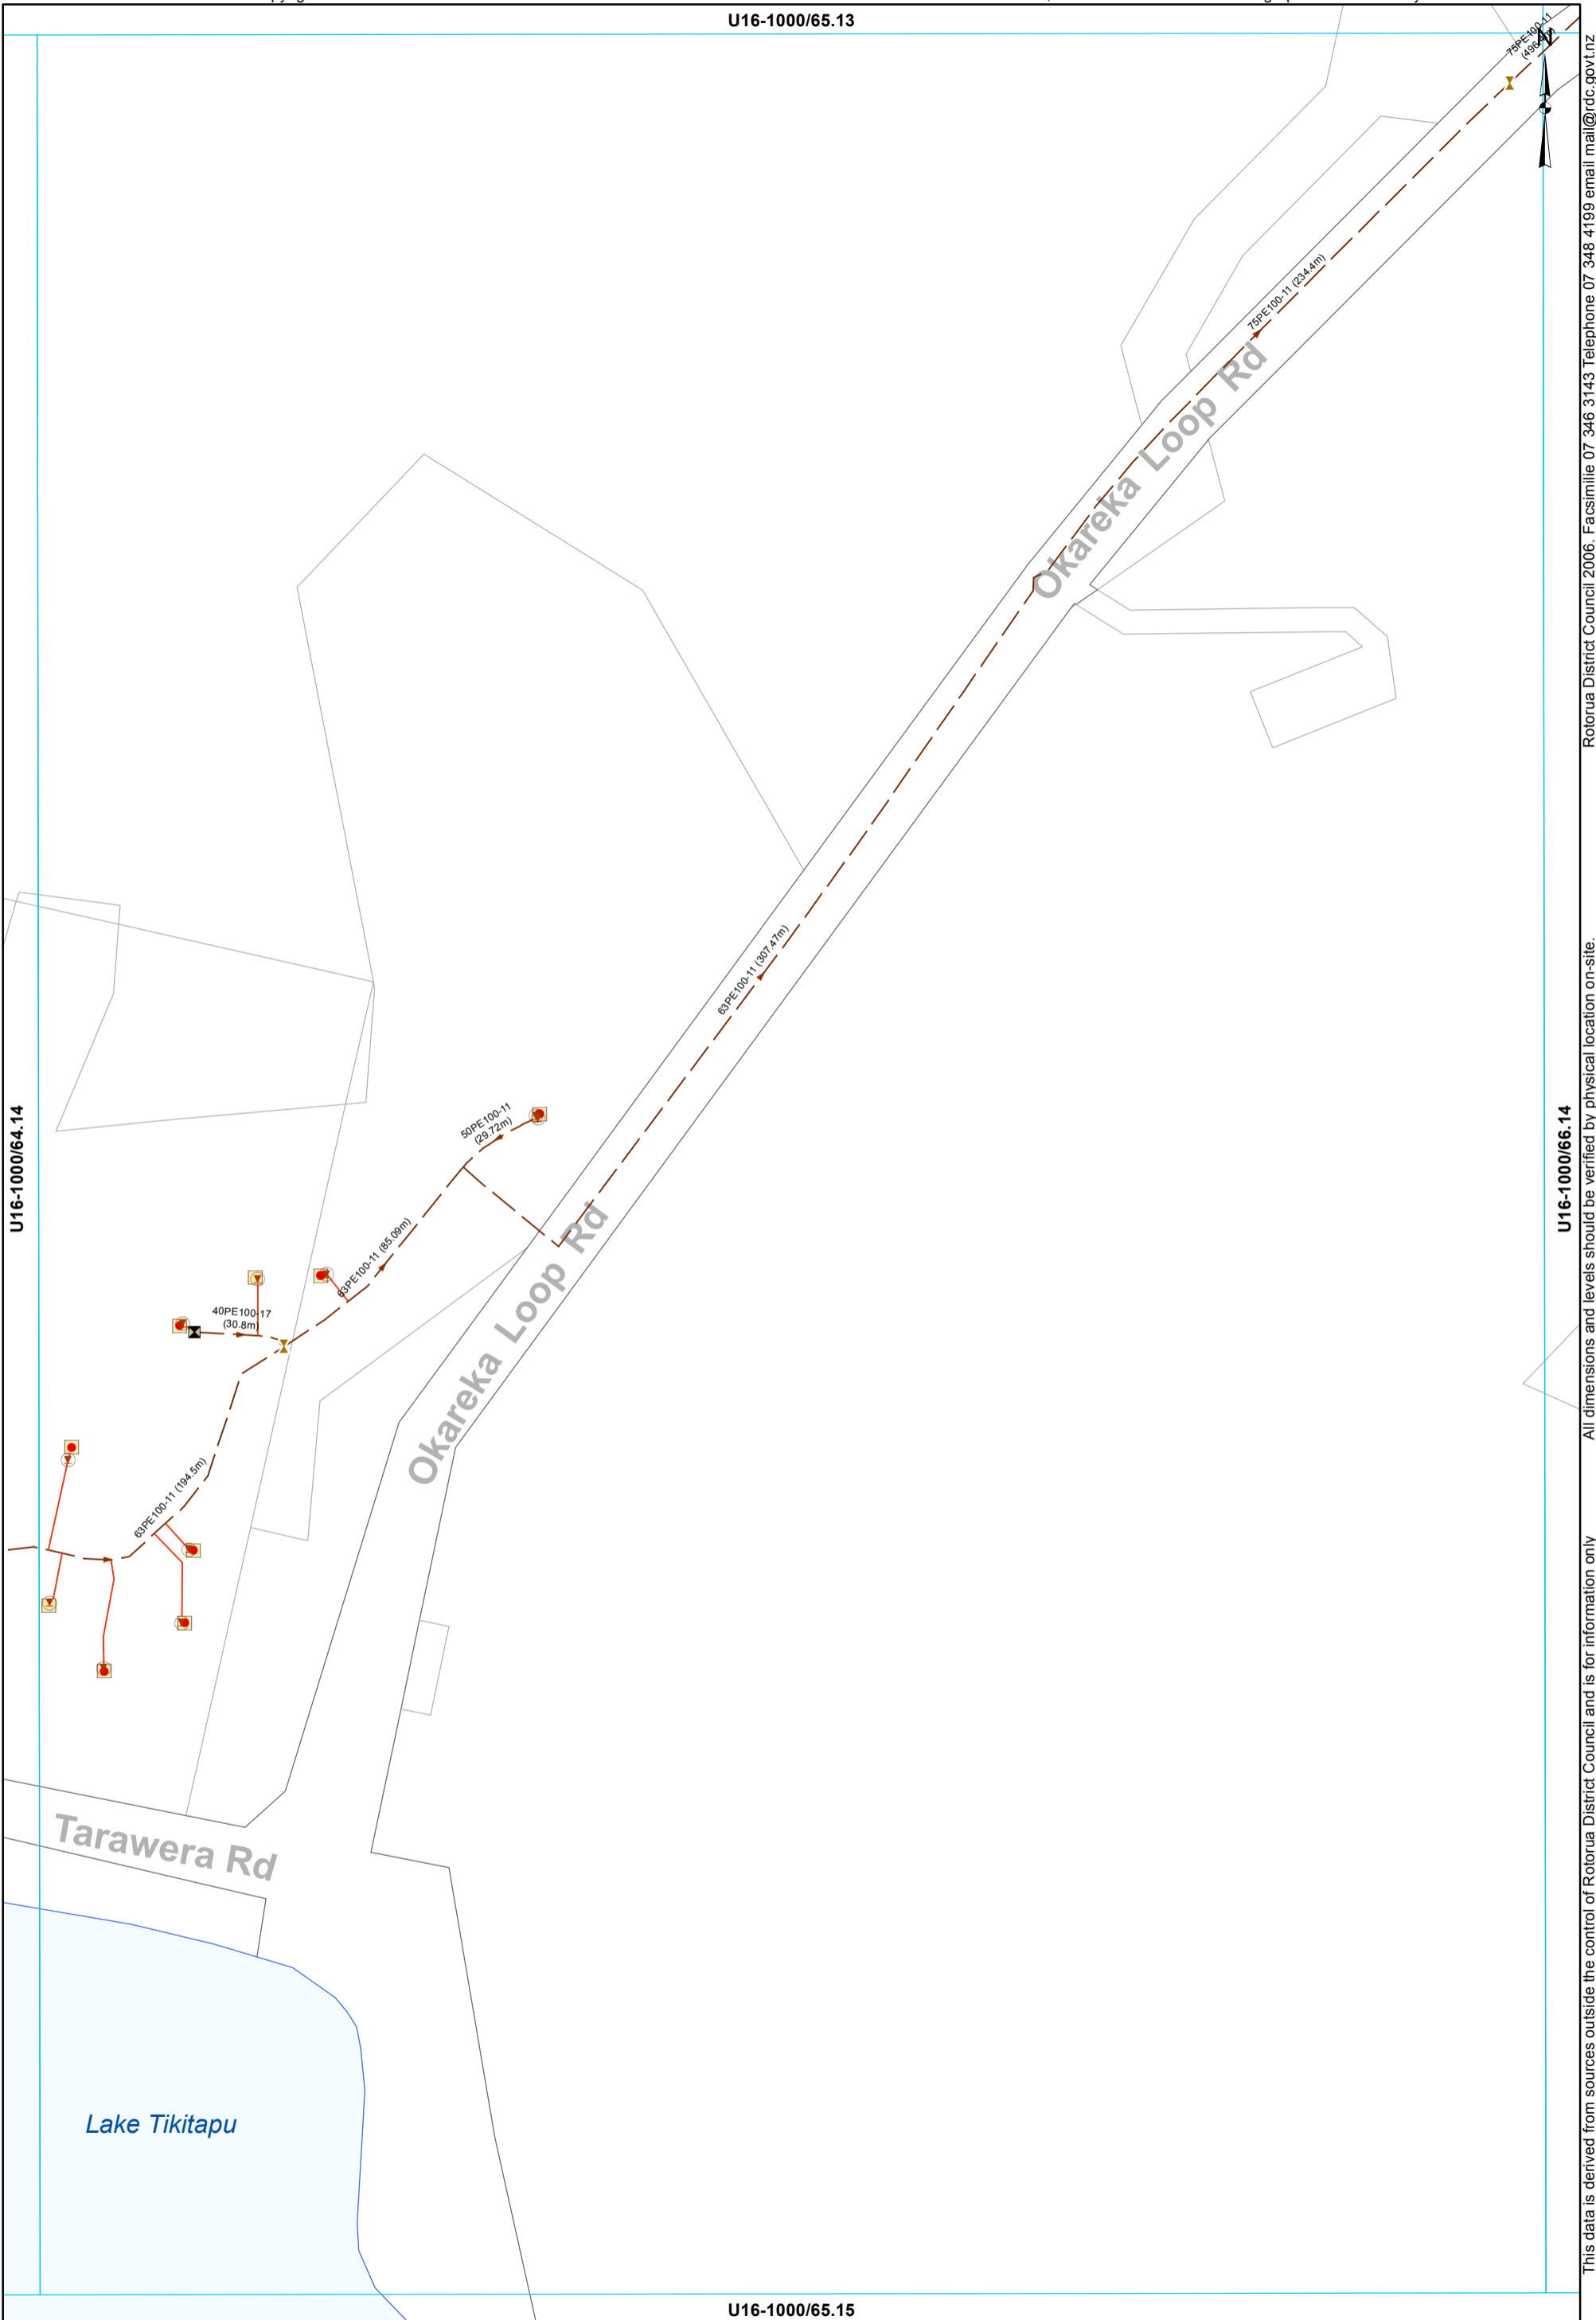 U16-1000/65.13
75PE100-11
N
75PE100-11 (234.4m)
Okareka Loop Rd
63PE100-11 (307.47m)
U16-1000/64.14
U16-1000/66.14
50PE100-11
(29.72m)
63PE100-11 (85.09m)
40PE100-17
(30.8m)
Okareka Loop Rd
63PE100-11 (194.5m)
Tarawera Rd
Lake Tikitapu
U16-1000/65.15
This data is derived from sources outside the control of Rotorua District Council and is for information only
All dimensions and levels should be verified by physical location on-site.
Rotorua District Council 2006. Facsimilie 07 346 3143 Telephone 07 348 4199 email mail@rdc.govt.nz